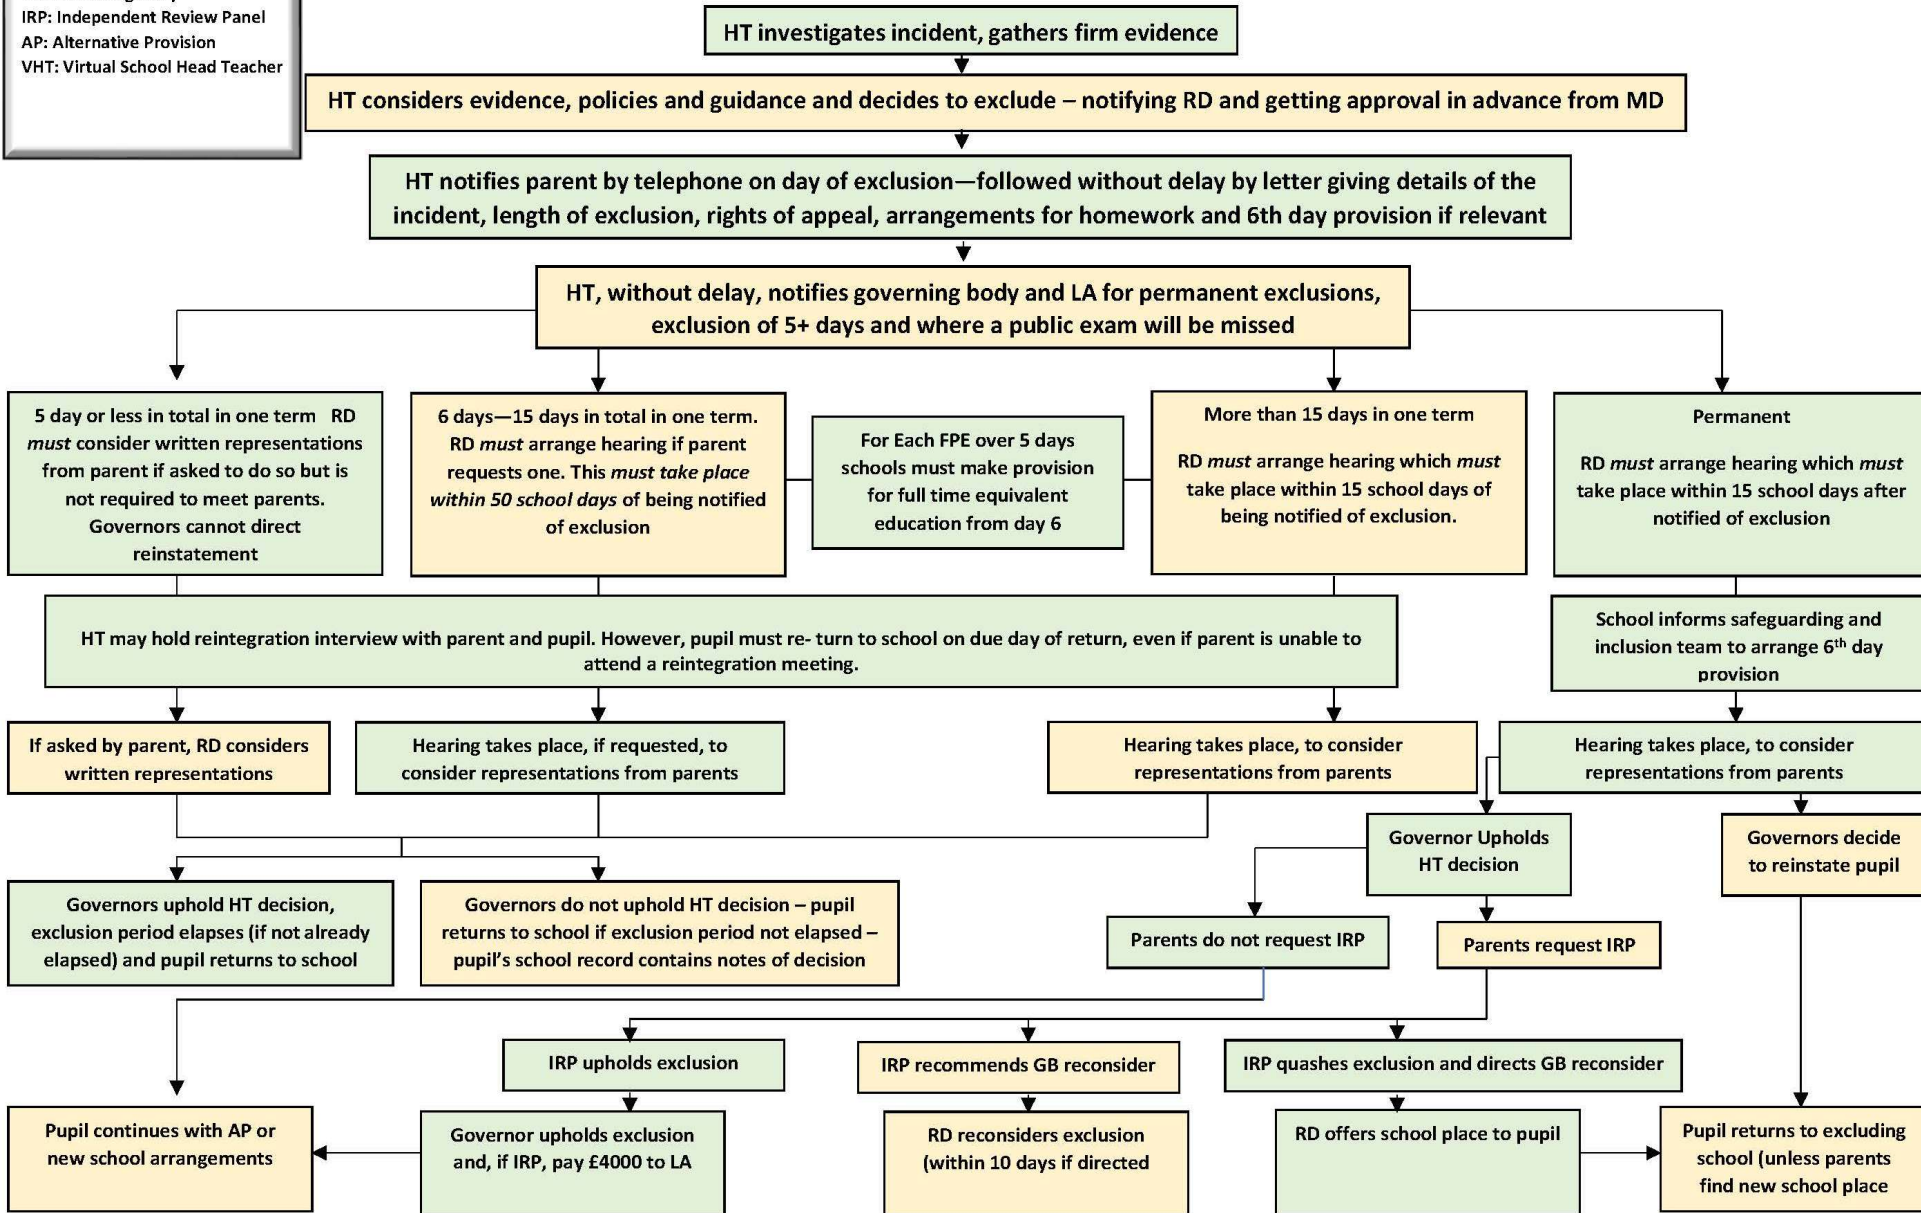 IRP: Independent Review Panel
AP: Alternative Provision
VHT: Virtual School Head Teacher
HT investigates incident, gathers firm evidence
HT considers evidence, policies and guidance and decides to exclude – notifying RD and getting approval in advance from MD
HT notifies parent by telephone on day of exclusion—followed without delay by letter giving details of the
incident, length of exclusion, rights of appeal, arrangements for homework and 6th day provision if relevant
HT, without delay, notifies governing body and LA for permanent exclusions,
exclusion of 5+ days and where a public exam will be missed
5 day or less in total in one term RD
must consider written representations
from parent if asked to do so but is
not required to meet parents.
Governors cannot direct
reinstatement
6 days—15 days in total in one term.
RD must arrange hearing if parent
requests one. This must take place
within 50 school days of being notified
of exclusion
For Each FPE over 5 days
schools must make provision
for full time equivalent
education from day 6
More than 15 days in one term
RD must arrange hearing which must
take place within 15 school days of
being notified of exclusion.
Permanent
RD must arrange hearing which must
take place within 15 school days after
notified of exclusion
HT may hold reintegration interview with parent and pupil. However, pupil must re- turn to school on due day of return, even if parent is unable to
attend a reintegration meeting.
School informs safeguarding and
inclusion team to arrange 6th day
provision
If asked by parent, RD considers
written representations
Hearing takes place, if requested, to
consider representations from parents
Hearing takes place, to consider
representations from parents
Hearing takes place, to consider
representations from parents
Governor Upholds
HT decision
Governors decide
to reinstate pupil
Governors uphold HT decision,
exclusion period elapses (if not already
elapsed) and pupil returns to school
Governors do not uphold HT decision – pupil
returns to school if exclusion period not elapsed –
pupil's school record contains notes of decision
Parents do not request IRP
Parents request IRP
IRP upholds exclusion
IRP recommends GB reconsider
IRP quashes exclusion and directs GB reconsider
Pupil continues with AP or
new school arrangements
Governor upholds exclusion
and, if IRP, pay £4000 to LA
RD reconsiders exclusion
(within 10 days if directed
RD offers school place to pupil
Pupil returns to excluding
school (unless parents
find new school place